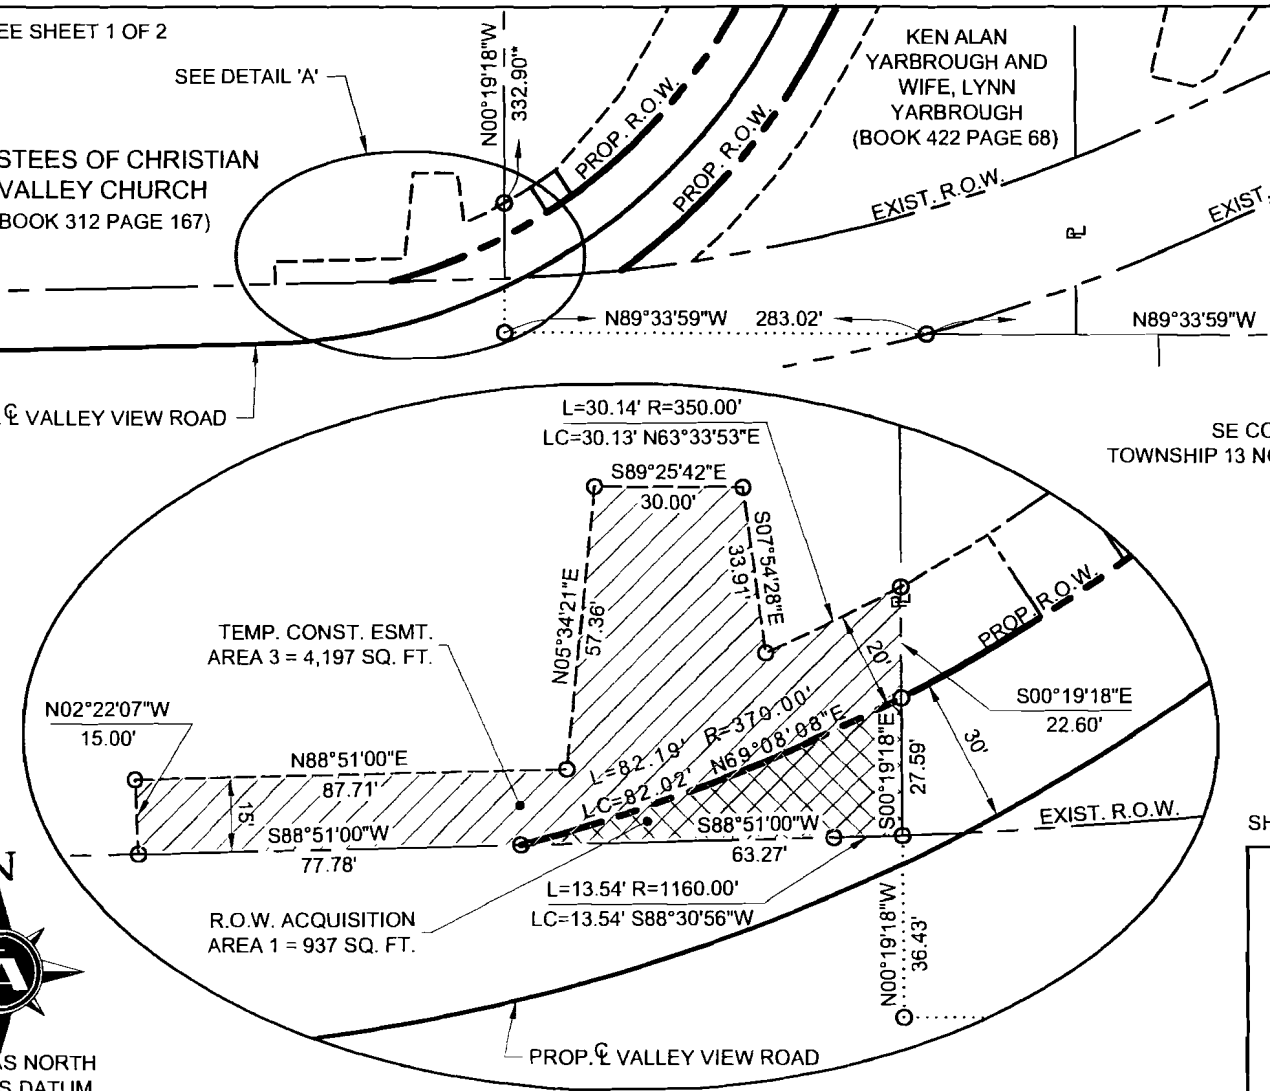 EE SHEET 1 OF 2
SEE DETAIL 'A'
STEES OF CHRISTIAN
VALLEY CHURCH
BOOK 312 PAGE 167)
N00°19'18"W
332.90'*
PROP. R.O.W.
PROP. R.O.W.
KEN ALAN
YARBROUGH AND
WIFE, LYNN
YARBROUGH
(BOOK 422 PAGE 68)
EXIST. R.O.W.
EXIST.
PL
N89°33'59"W 283.02'
N89°33'59"W
CL VALLEY VIEW ROAD
SE CO
TOWNSHIP 13 NO
L=30.14' R=350.00'
LC=30.13' N63°33'53"E
S89°25'42"E
30.00'
S07°54'28"E
33.91'
N05°34'21"E
57.36'
TEMP. CONST. ESMT.
AREA 3 = 4,197 SQ. FT.
N02°22'07"W
15.00'
N88°51'00"E
87.71'
15'
S88°51'00"W
77.78'
L=82.19' R=370.00'
LC=82.02' N69°08'08"E
20'
PL
PROP. R.O.W.
S00°19'18"E
22.60'
30'
S00°19'18"E
27.59'
S88°51'00"W
63.27'
EXIST. R.O.W.
L=13.54' R=1160.00'
LC=13.54' S88°30'56"W
R.O.W. ACQUISITION
AREA 1 = 937 SQ. FT.
N00°19'18"W
36.43'
PROP. CL VALLEY VIEW ROAD
SH
N
A
AS NORTH
S DATUM